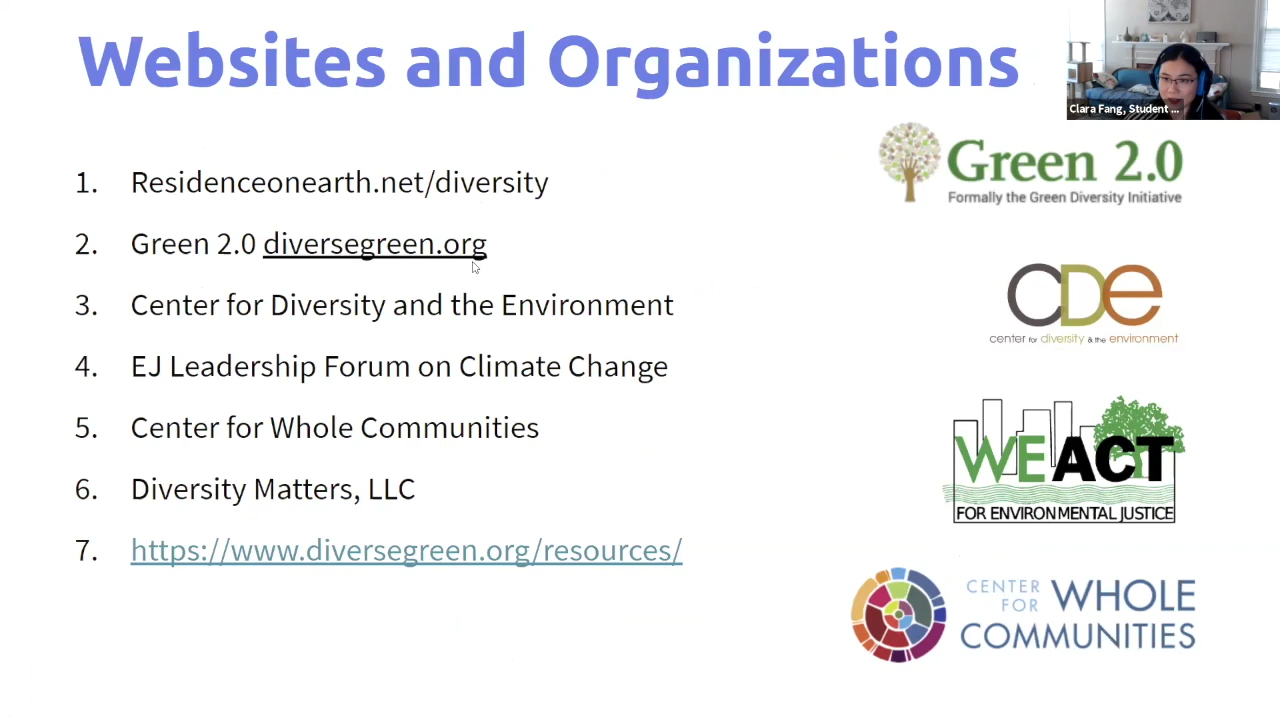 Websites and Organizations
Clara Fang, Student ...
1. Residenceonearth.net/diversity
2. Green 2.0 diversegreen.org
3. Center for Diversity and the Environment
4. EJ Leadership Forum on Climate Change
5. Center for Whole Communities
6. Diversity Matters, LLC
7. https://www.diversegreen.org/resources/
Green 2.0
Formally the Green Diversity Initiative
CDe
center for diversity & the environment
WE ACT
FOR ENVIRONMENTAL JUSTICE
CENTER FOR WHOLE
COMMUNITIES